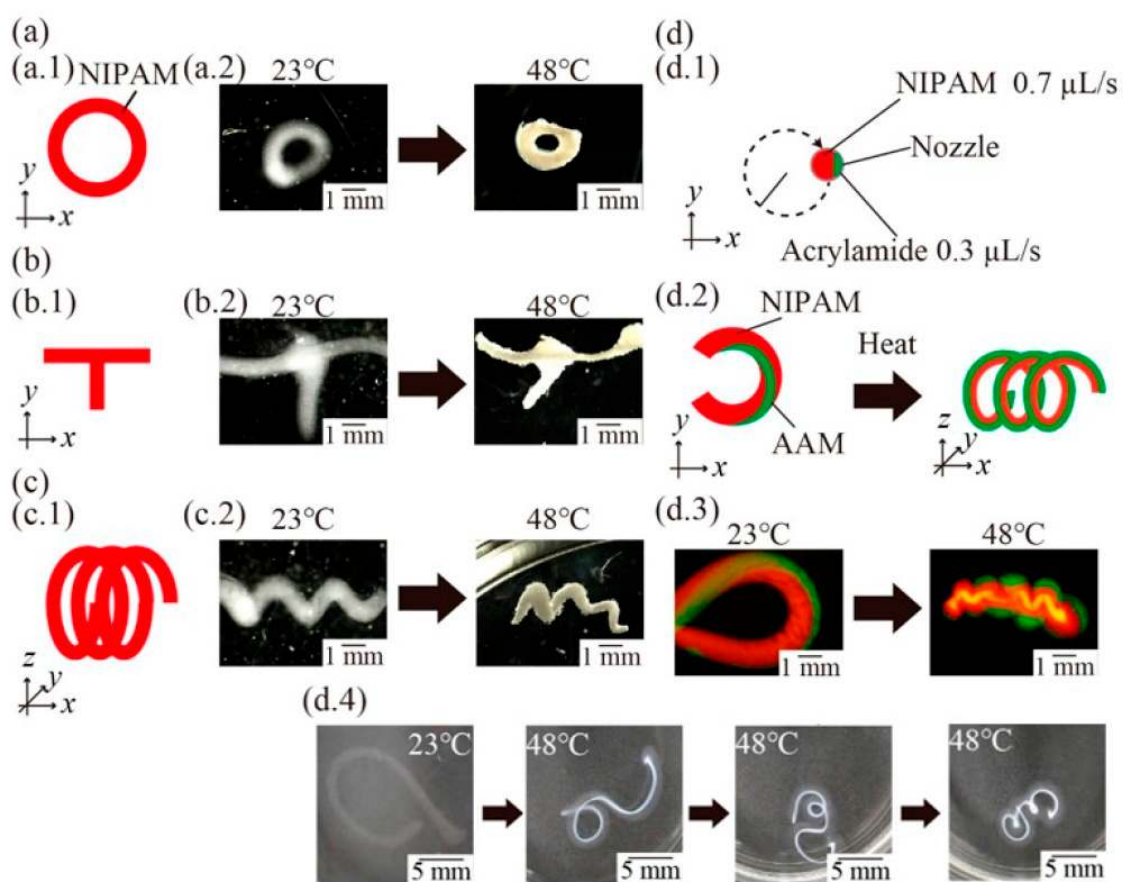 (a)
(a.1) NIPAM
y
x
(a.2) 23°C 48°C
1 mm 1 mm
(b)
(b.1)
(b.2) 23°C 48°C
y
x
1 mm 1 mm
(c)
(c.1)
z
y
x
(c.2) 23°C 48°C
1 mm 1 mm
(d)
(d.1)
NIPAM 0.7 µL/s
Nozzle
y
x
Acrylamide 0.3 µL/s
(d.2) NIPAM
Heat
AAM
y
x
z
y
x
(d.3)
23°C 48°C
1 mm 1 mm
(d.4)
23°C 48°C 48°C 48°C
5 mm 5 mm 5 mm 5 mm